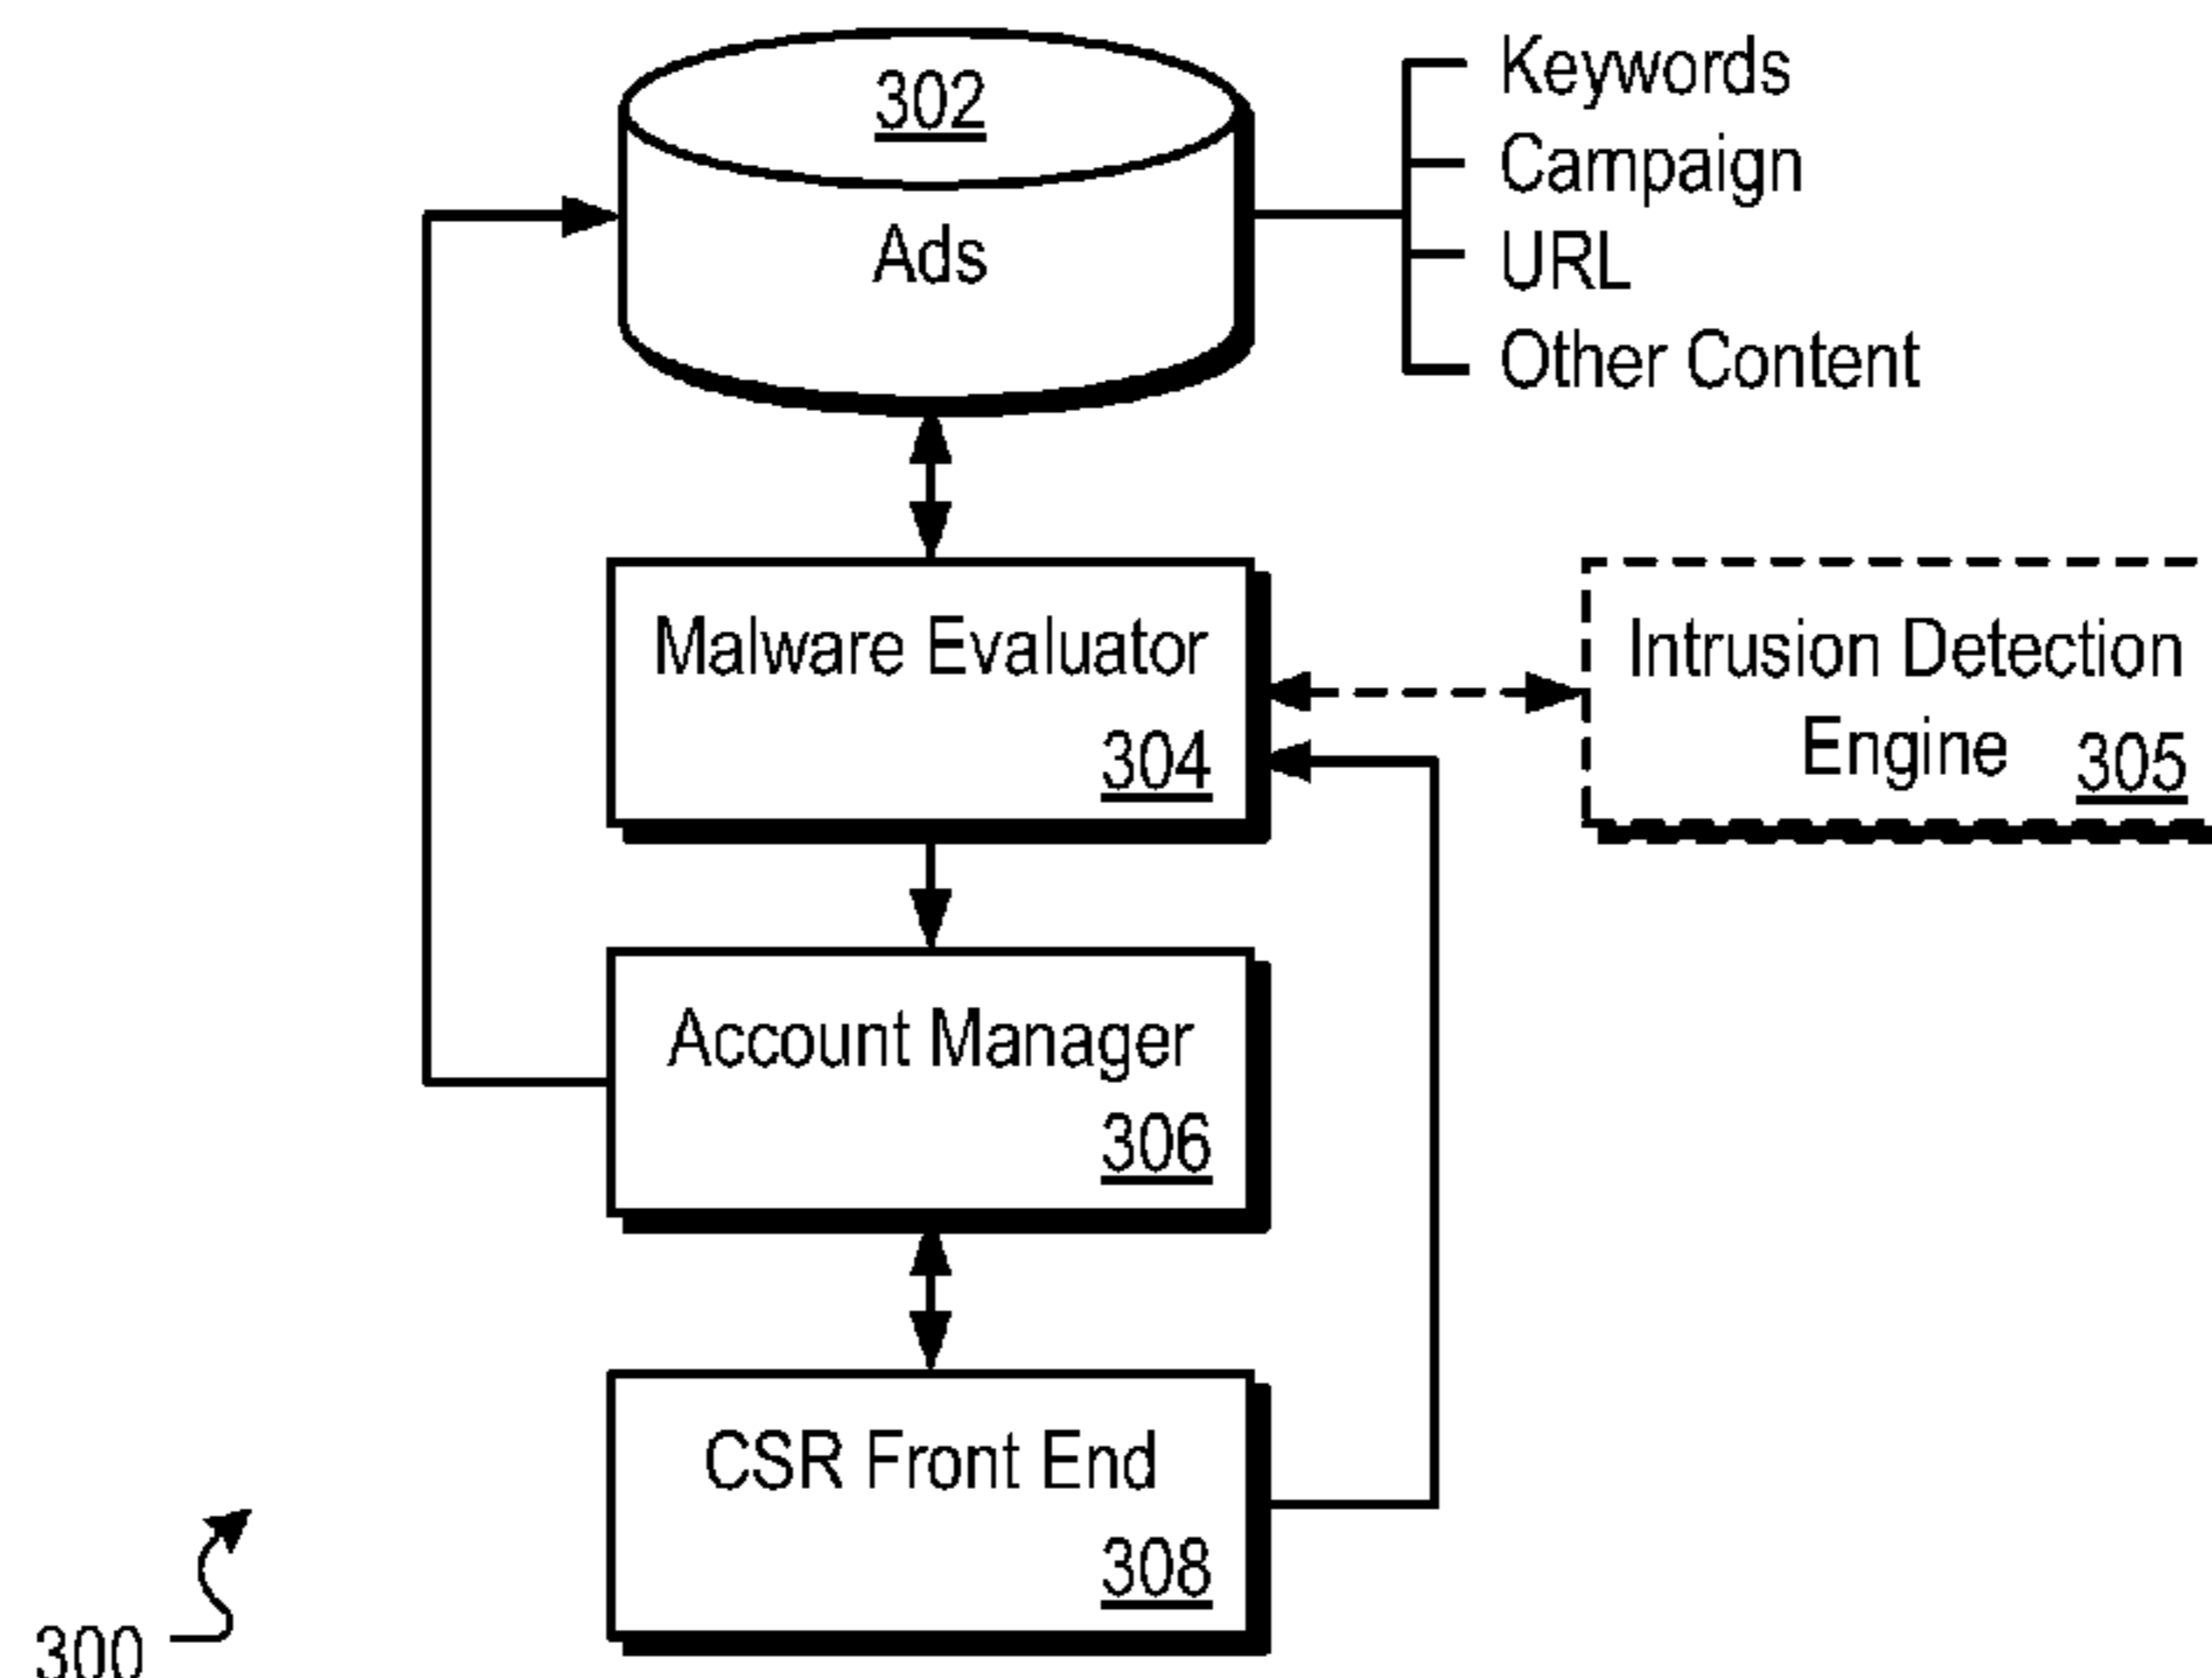 302
Ads
Keywords
Campaign
URL
Other Content
Malware Evaluator
304
Intrusion Detection
Engine 305
Account Manager
306
CSR Front End
308
300